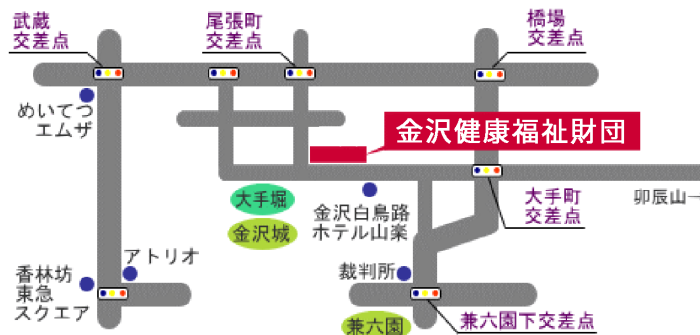 武蔵
交差点
尾張町
交差点
橋場
交差点
めいてつ
エムザ
金沢健康福祉財団
大手堀
金沢城
金沢白鳥路
ホテル山楽
大手町
交差点
卯辰山→
アトリオ
香林坊
東急
スクエア
裁判所
兼六園
兼六園下交差点